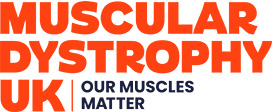 MUSCULAR
DYSTROPHY
UK
OUR MUSCLES
MATTER